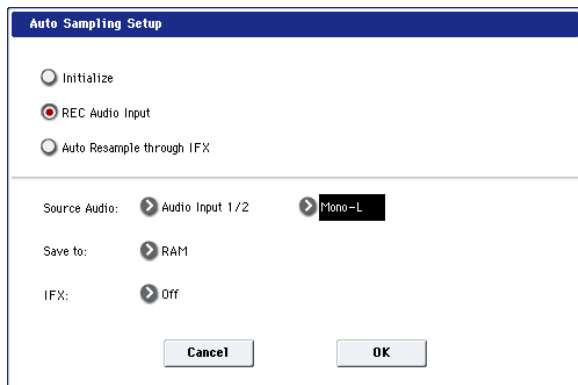 Auto Sampling Setup
Initialize
REC Audio Input
Auto Resample through IFX
Source Audio: Audio Input 1/2 Mono-L
Save to: RAM
IFX: Off
Cancel OK